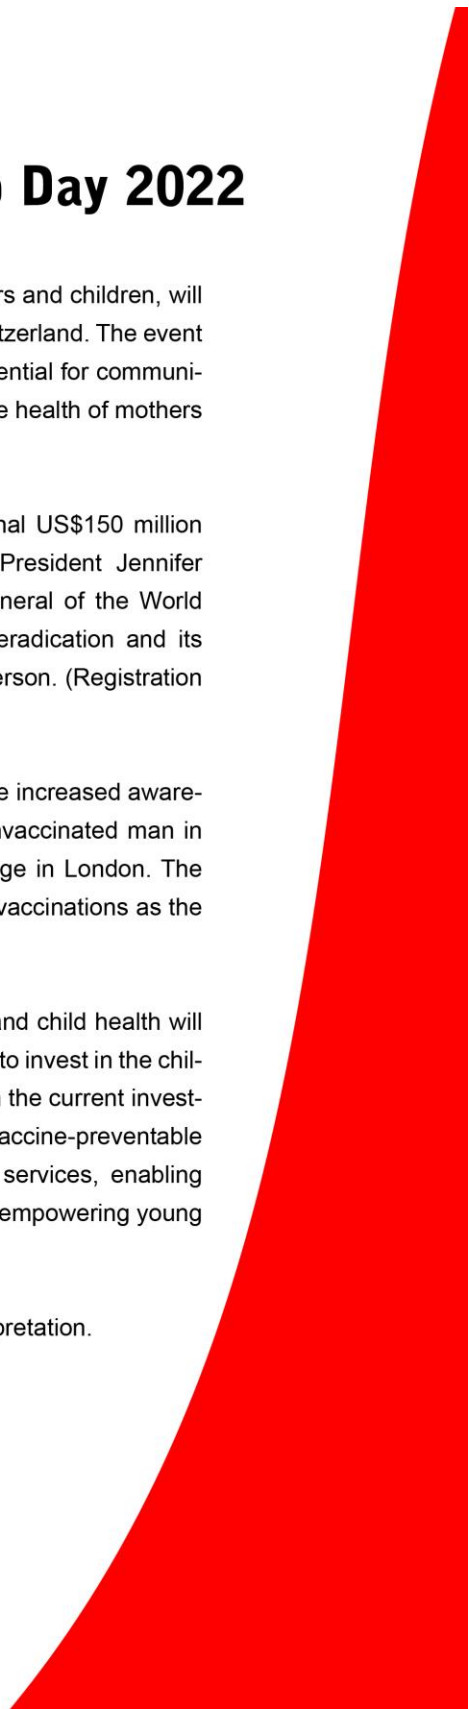 Day 2022
rs and children, will
tzerland. The event
ential for communi-
e health of mothers
nal US$150 million
President Jennifer
neral of the World
eradication and its
erson. (Registration
e increased aware-
vaccinated man in
ge in London. The
vaccinations as the
and child health will
to invest in the chil-
the current invest-
accine-preventable
services, enabling
empowering young
pretation.